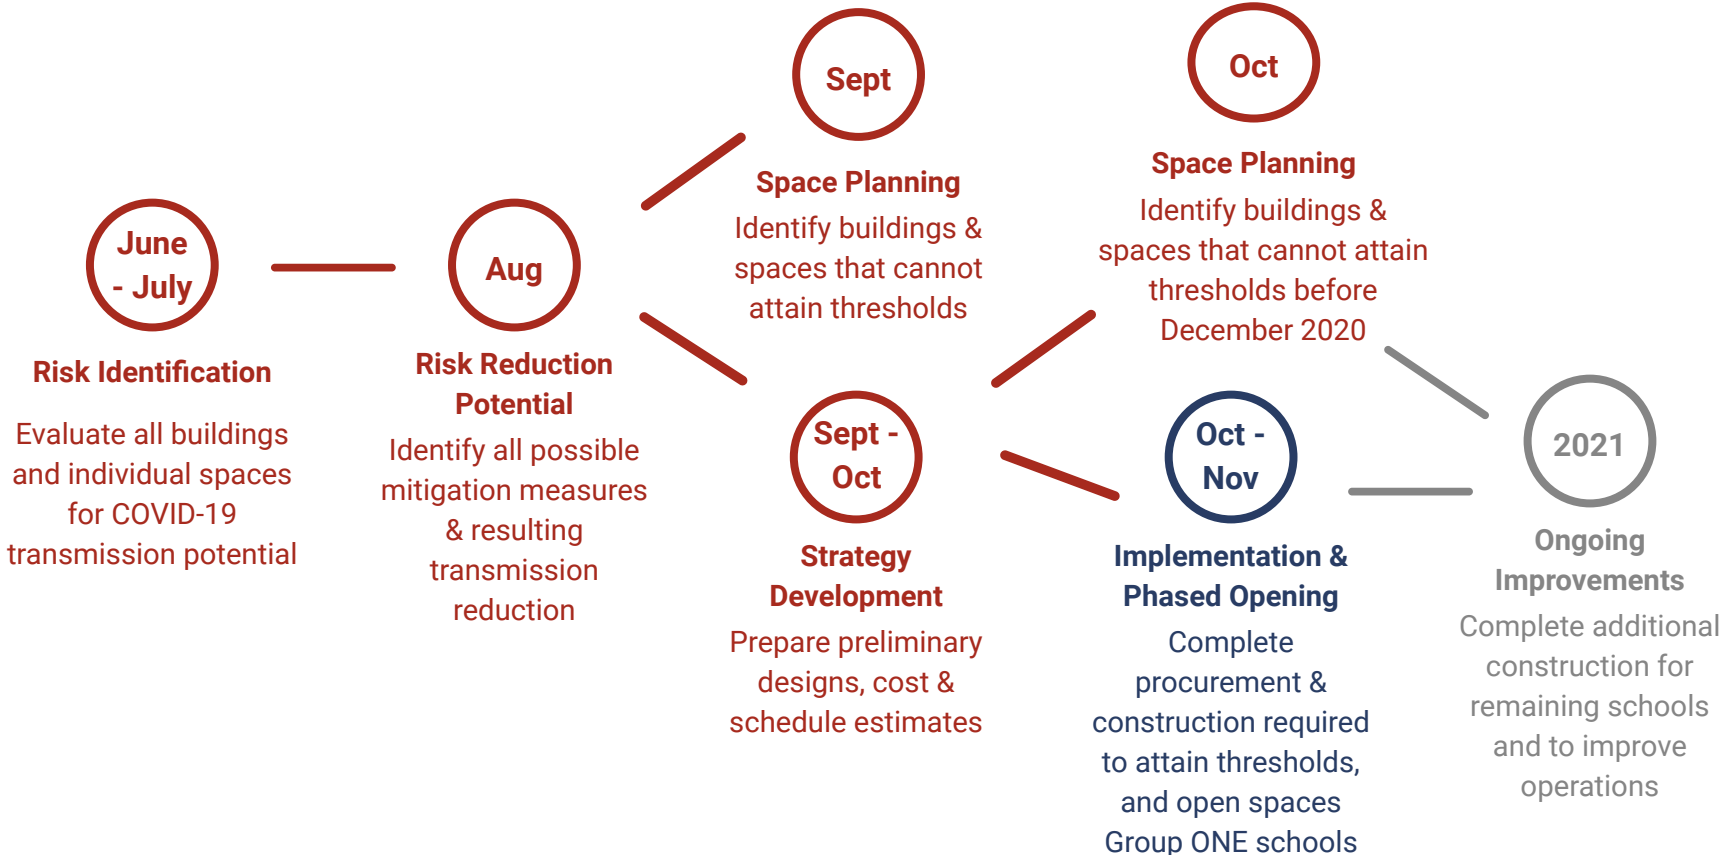 June
- July
Risk Identification
Evaluate all buildings
and individual spaces
for COVID-19
transmission potential
Aug
Risk Reduction
Potential
Identify all possible
mitigation measures
& resulting
transmission
reduction
Sept
Space Planning
Identify buildings &
spaces that cannot
attain thresholds
Sept -
Oct
Strategy
Development
Prepare preliminary
designs, cost &
schedule estimates
Oct
Space Planning
Identify buildings &
spaces that cannot attain
thresholds before
December 2020
Oct -
Nov
Implementation &
Phased Opening
Complete
procurement &
construction required
to attain thresholds,
and open spaces
Group ONE schools
2021
Ongoing
Improvements
Complete additional
construction for
remaining schools
and to improve
operations